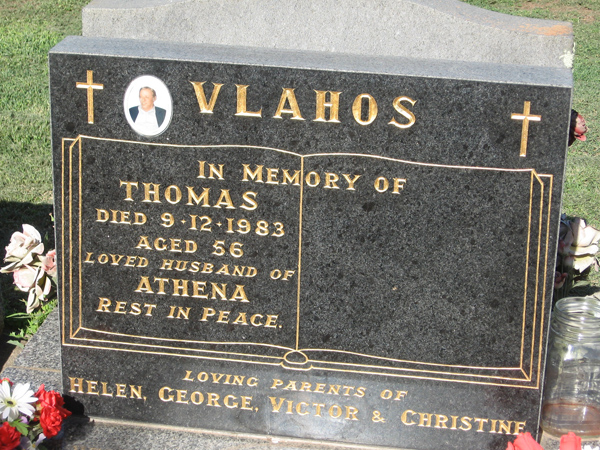 VLAHOS
IN MEMORY OF
THOMAS
DIED 9-12-1983
AGED 56
LOVED HUSBAND OF
ATHENA
REST IN PEACE.
LOVING PARENTS OF
HELEN, GEORGE, VICTOR & CHRISTINE